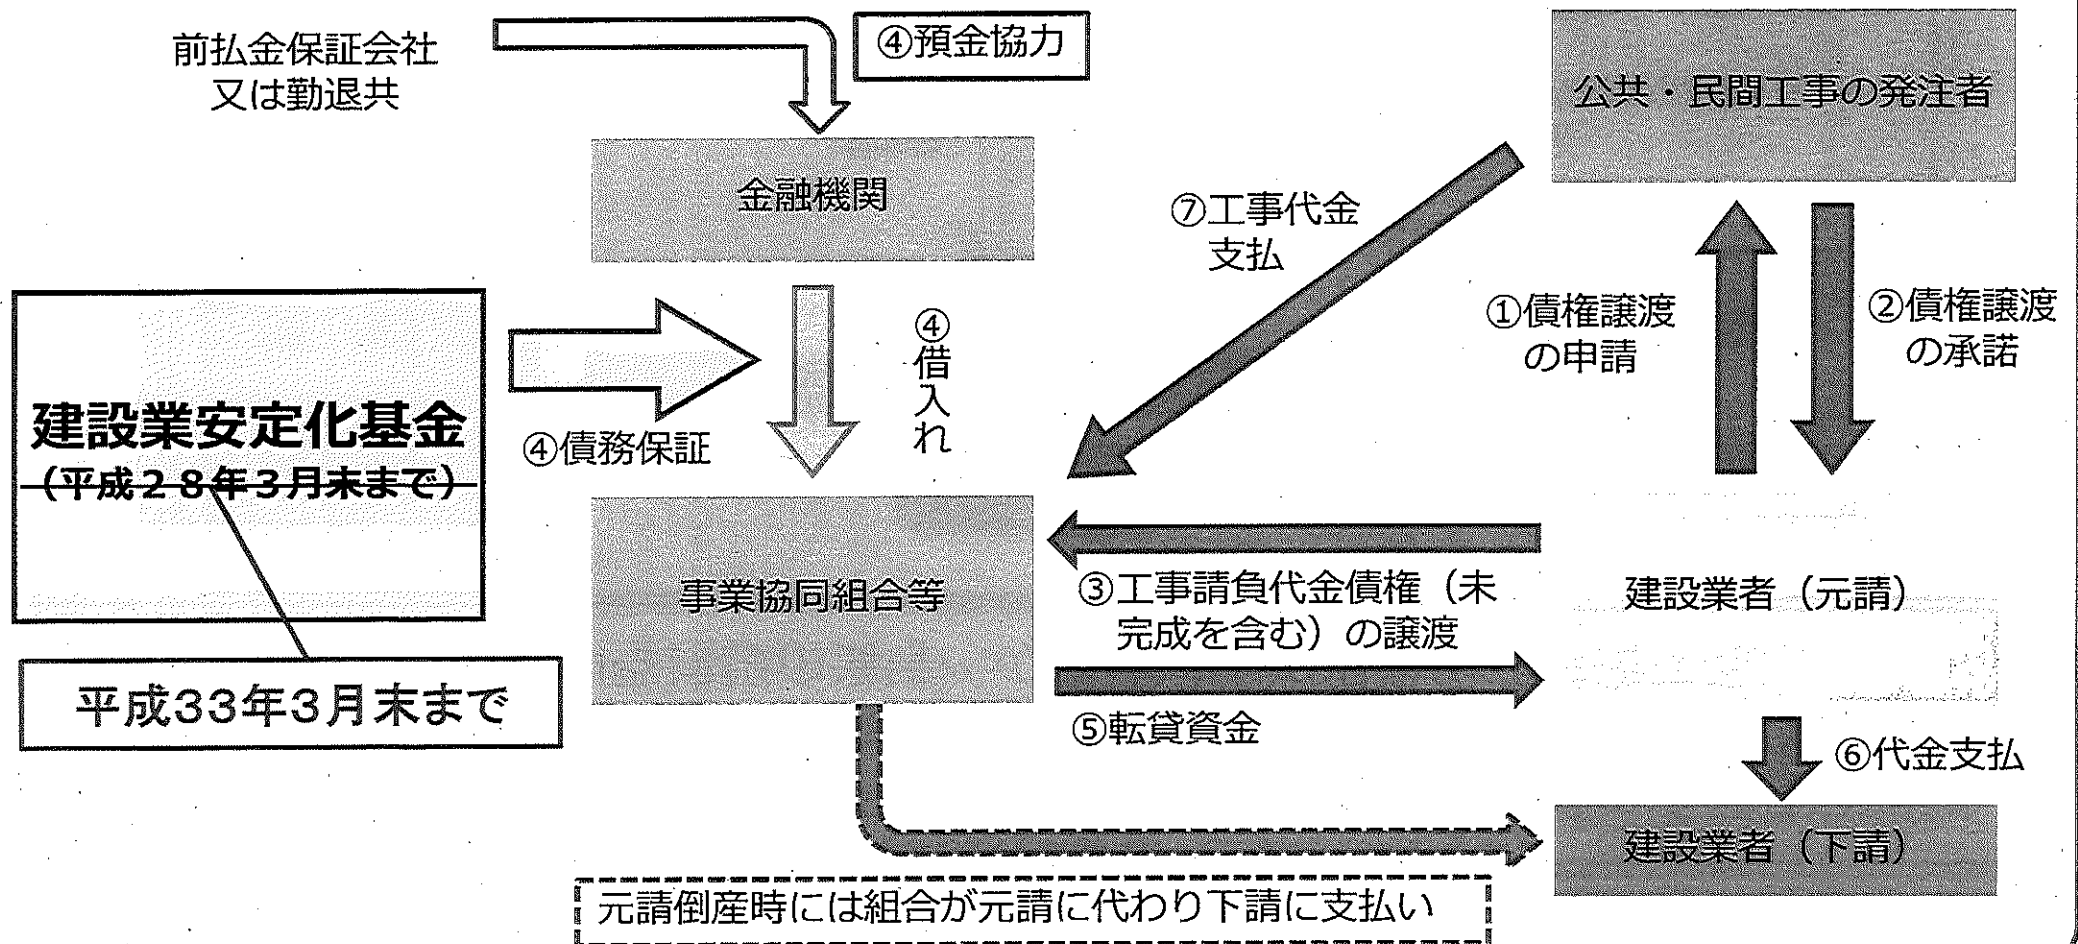 前払金保証会社
又は勤退共
④預金協力
公共・民間工事の発注者
金融機関
⑦工事代金
支払
①債権譲渡
の申請
②債権譲渡
の承諾
④借入れ
建設業安定化基金
（平成２８年３月末まで）
④債務保証
事業協同組合等
③工事請負代金債権（未
完成を含む）の譲渡
建設業者（元請）
平成33年3月末まで
⑤転貸資金
⑥代金支払
建設業者（下請）
元請倒産時には組合が元請に代わり下請に支払い